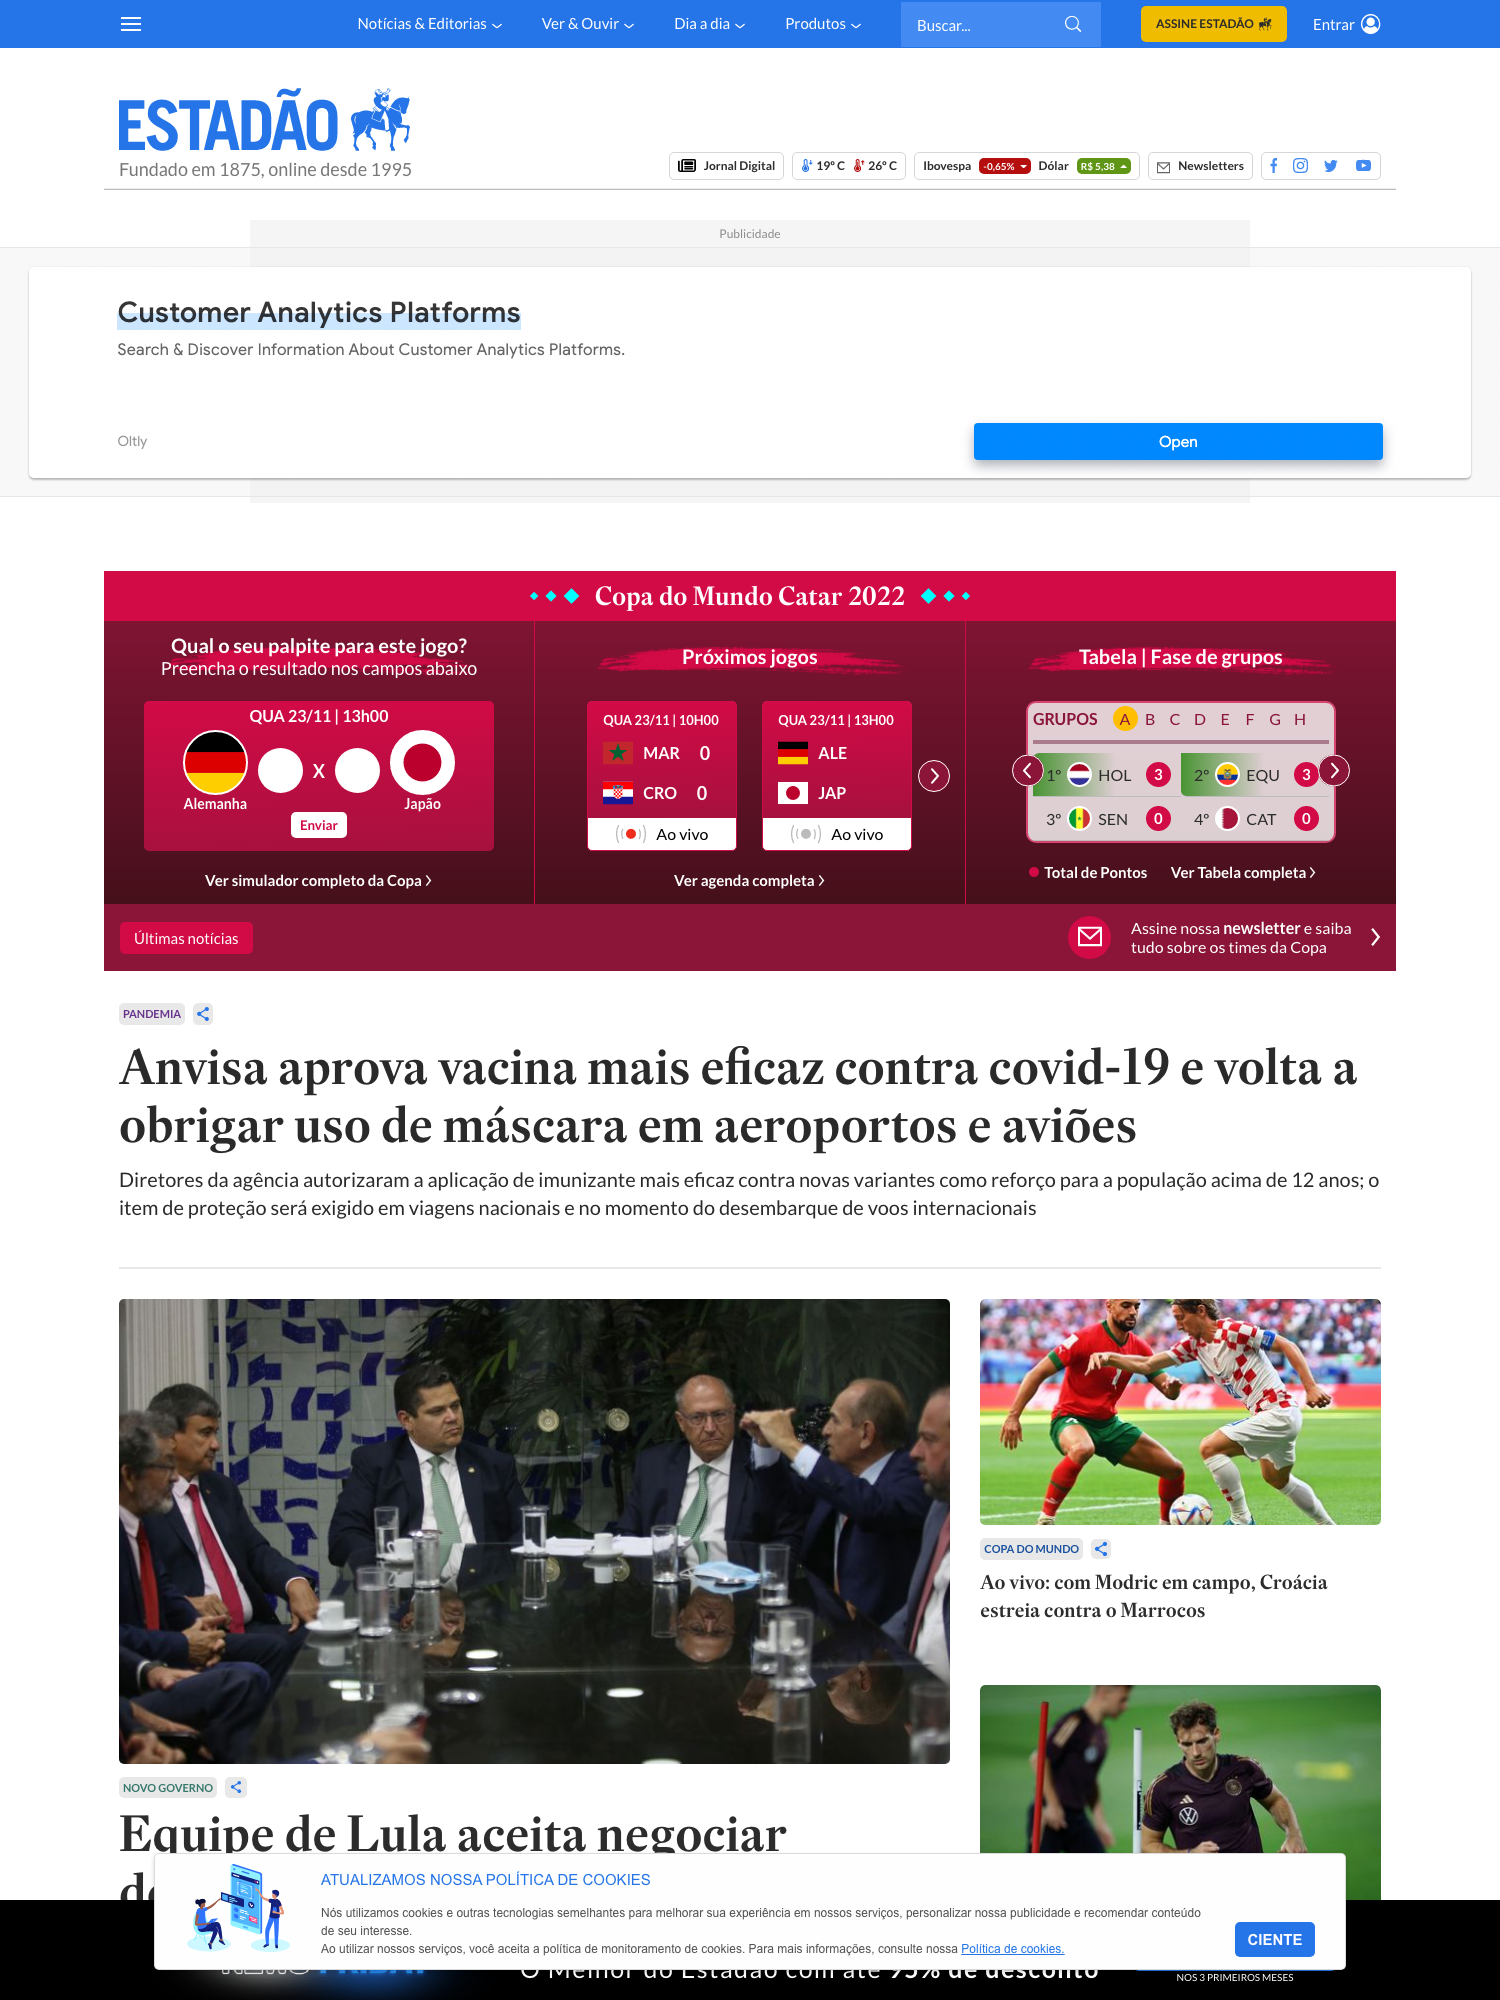 Notícias & Editorias
Ver & Ouvir
Dia a dia
Produtos
Buscar...
ASSINE ESTADÃO
Entrar
ESTADÃO
Fundado em 1875, online desde 1995
Jornal Digital
19° C 26° C
Ibovespa -0,65% Dólar R$ 5,38
Newsletters
Publicidade
Customer Analytics Platforms
Search & Discover Information About Customer Analytics Platforms.
Oltly
Open
Copa do Mundo Catar 2022
Qual o seu palpite para este jogo?
Preencha o resultado nos campos abaixo
QUA 23/11 | 13h00
X
Alemanha
Japão
Enviar
Ver simulador completo da Copa
Próximos jogos
QUA 23/11 | 10H00
MAR 0
CRO 0
Ao vivo
QUA 23/11 | 13H00
ALE
JAP
Ao vivo
Ver agenda completa
Tabela | Fase de grupos
GRUPOS A B C D E F G H
1º HOL 3
2º EQU 3
3º SEN 0
4º CAT 0
Total de Pontos
Ver Tabela completa
Últimas notícias
Assine nossa newsletter e saiba
tudo sobre os times da Copa
PANDEMIA
Anvisa aprova vacina mais eficaz contra covid-19 e volta a
obrigar uso de máscara em aeroportos e aviões
Diretores da agência autorizaram a aplicação de imunizante mais eficaz contra novas variantes como reforço para a população acima de 12 anos; o
item de proteção será exigido em viagens nacionais e no momento do desembarque de voos internacionais
COPA DO MUNDO
Ao vivo: com Modric em campo, Croácia
estreia contra o Marrocos
NOVO GOVERNO
Equipe de Lula aceita negociar
ATUALIZAMOS NOSSA POLÍTICA DE COOKIES
Nós utilizamos cookies e outras tecnologias semelhantes para melhorar sua experiência em nossos serviços, personalizar nossa publicidade e recomendar conteúdo
de seu interesse.
Ao utilizar nossos serviços, você aceita a política de monitoramento de cookies. Para mais informações, consulte nossa Política de cookies.
CIENTE
O Melhor do Estadão com até 95% de desconto
NOS 3 PRIMEIROS MESES